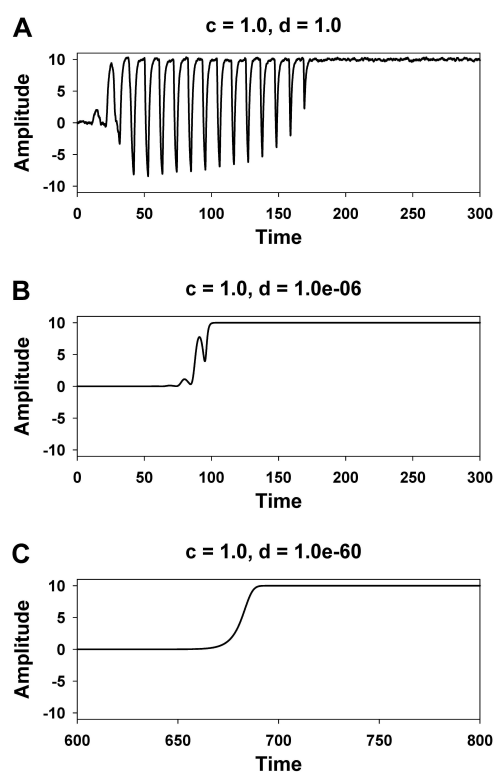 A
c = 1.0, d = 1.0
Amplitude
10
5
0
-5
-10
0 50 100 150 200 250 300
Time
B
c = 1.0, d = 1.0e-06
Amplitude
10
5
0
-5
-10
0 50 100 150 200 250 300
Time
C
c = 1.0, d = 1.0e-60
Amplitude
10
5
0
-5
-10
600 650 700 750 800
Time